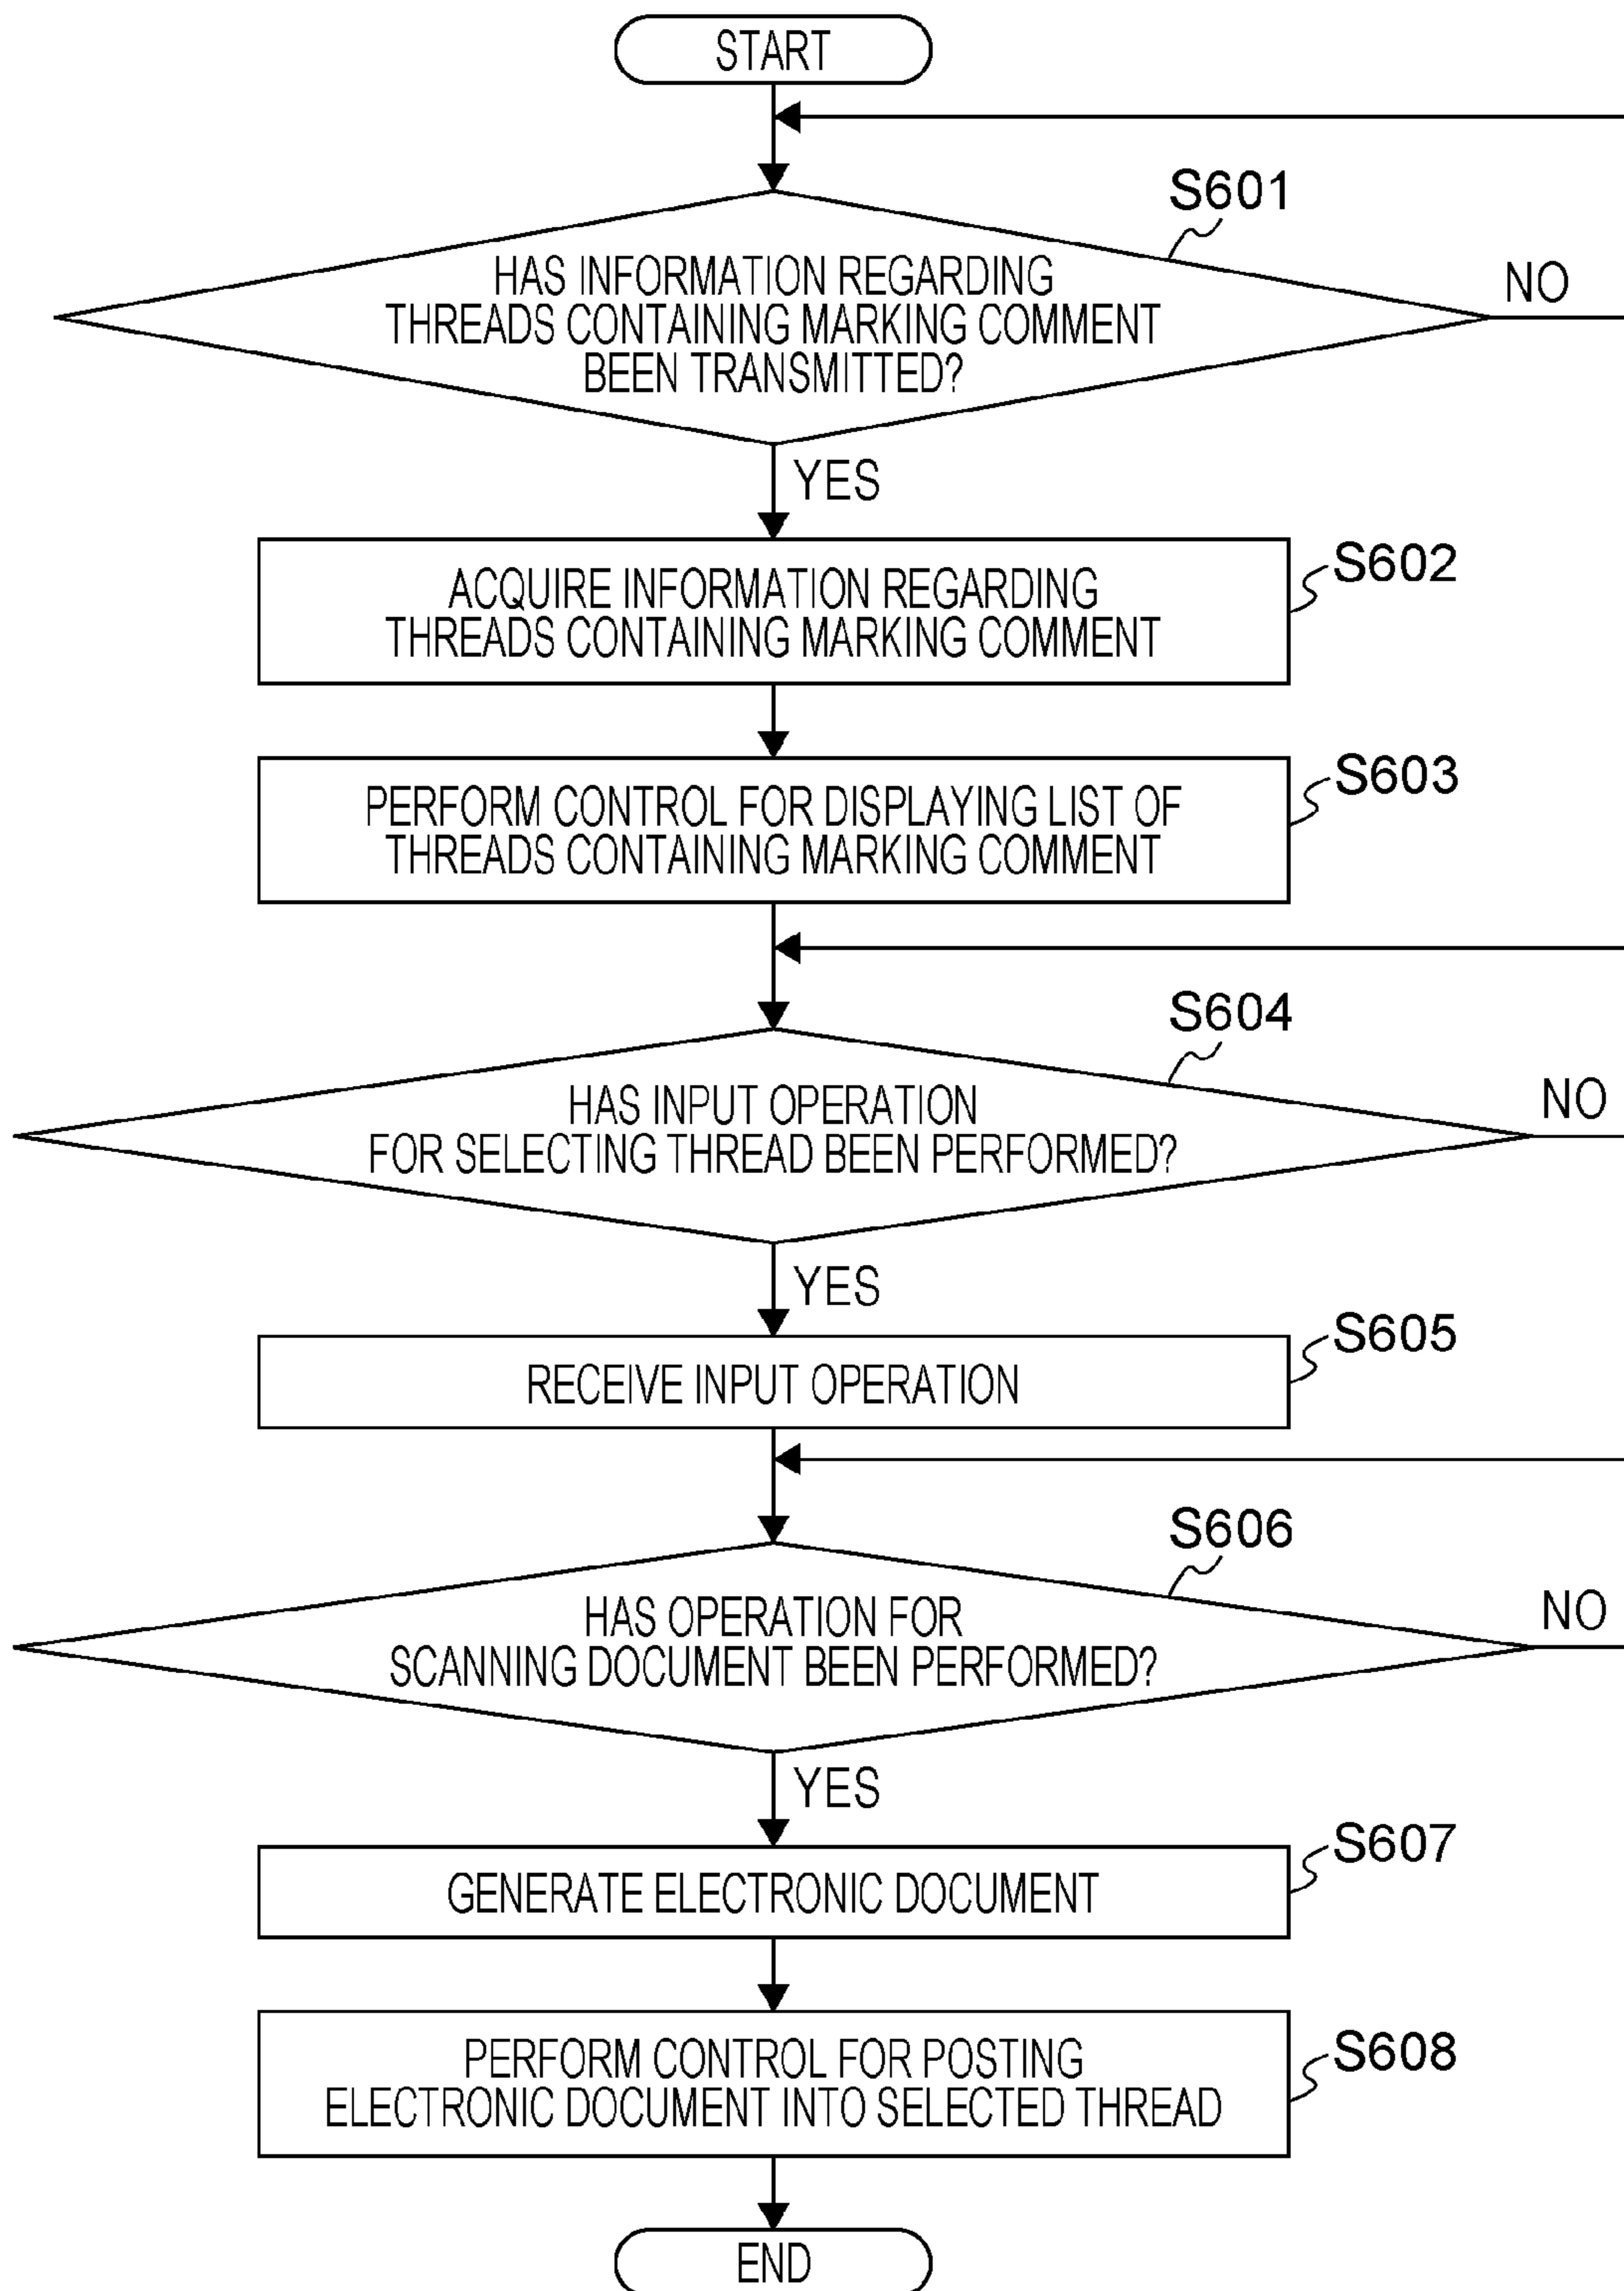 START
S601
HAS INFORMATION REGARDING
THREADS CONTAINING MARKING COMMENT
BEEN TRANSMITTED?
NO
YES
S602
ACQUIRE INFORMATION REGARDING
THREADS CONTAINING MARKING COMMENT
S603
PERFORM CONTROL FOR DISPLAYING LIST OF
THREADS CONTAINING MARKING COMMENT
S604
HAS INPUT OPERATION
FOR SELECTING THREAD BEEN PERFORMED?
NO
YES
S605
RECEIVE INPUT OPERATION
S606
HAS OPERATION FOR
SCANNING DOCUMENT BEEN PERFORMED?
NO
YES
S607
GENERATE ELECTRONIC DOCUMENT
S608
PERFORM CONTROL FOR POSTING
ELECTRONIC DOCUMENT INTO SELECTED THREAD
END